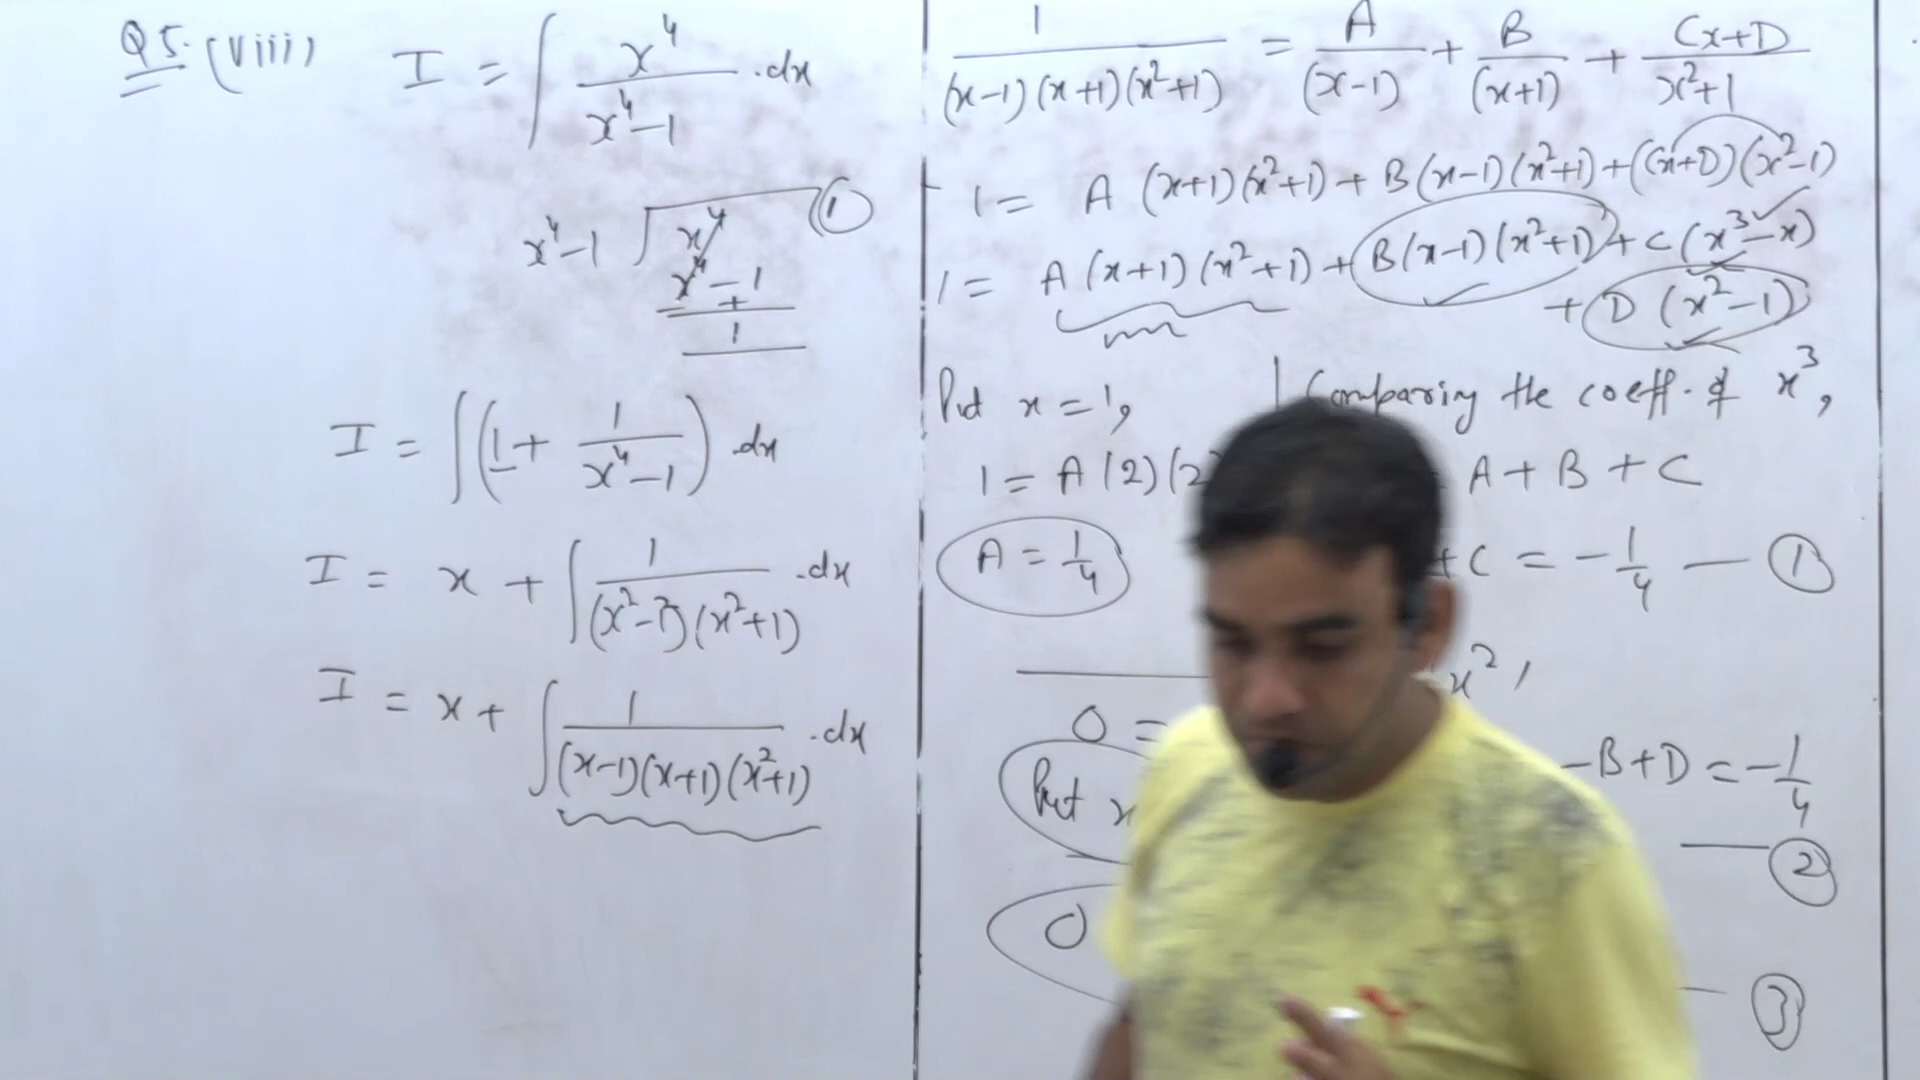 Q5. (viii) I = ∫ x⁴/(x⁴-1) .dx
x⁴-1 √ x⁴ (1
x⁴-1
- +
1
I = ∫ (1 + 1/(x⁴-1)) .dx
I = x + ∫ 1/((x²-1²)(x²+1)) .dx
I = x + ∫ 1/((x-1)(x+1)(x²+1)) .dx
1/((x-1)(x+1)(x²+1)) = A/(x-1) + B/(x+1) + (Cx+D)/(x²+1)
1 = A (x+1)(x²+1) + B(x-1)(x²+1) + (Cx+D)(x²-1)
1 = A (x+1)(x²+1) + B(x-1)(x²+1) + C(x³-x)
+ D (x²-1)
Put x = 1,
1 = A(2)(2
A = 1/4
Comparing the coeff. of x³,
A + B + C
+C = -1/4 — ①
x²,
0 =
-B+D = -1/4
— ②
Put x
0
— ③